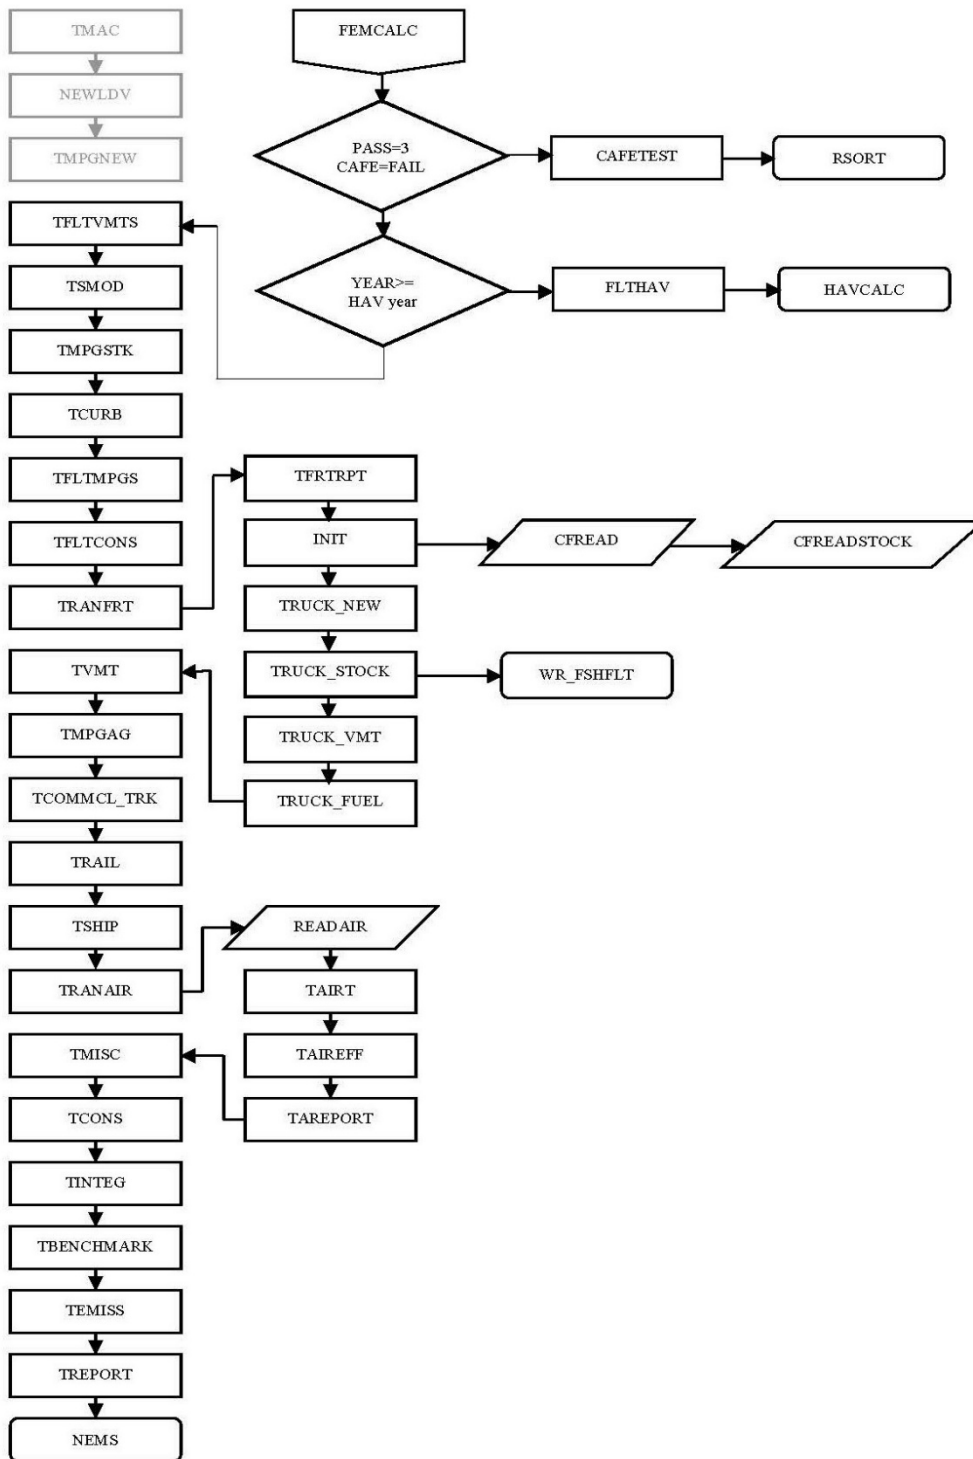 TMAC
NEWLDV
TMPGNEW
FEMCALC
PASS=3
CAFE=FAIL
CAFETEST
RSORT
YEAR>=
HAV year
FLTHAV
HAVCALC
TFLTVMTS
TSMOD
TMPGSTK
TCURB
TFLTMPGS
TFLTCONS
TRANFRT
TFRTRPT
INIT
CFREAD
CFREADSTOCK
TRUCK_NEW
TRUCK_STOCK
WR_FSHFLT
TRUCK_VMT
TRUCK_FUEL
TVMT
TMPGAG
TCOMMCL_TRK
TRAIL
TSHIP
TRANAIR
READAIR
TAIRT
TAIREFF
TAREPORT
TMISC
TCONS
TINTEG
TBENCHMARK
TEMISS
TREPORT
NEMS